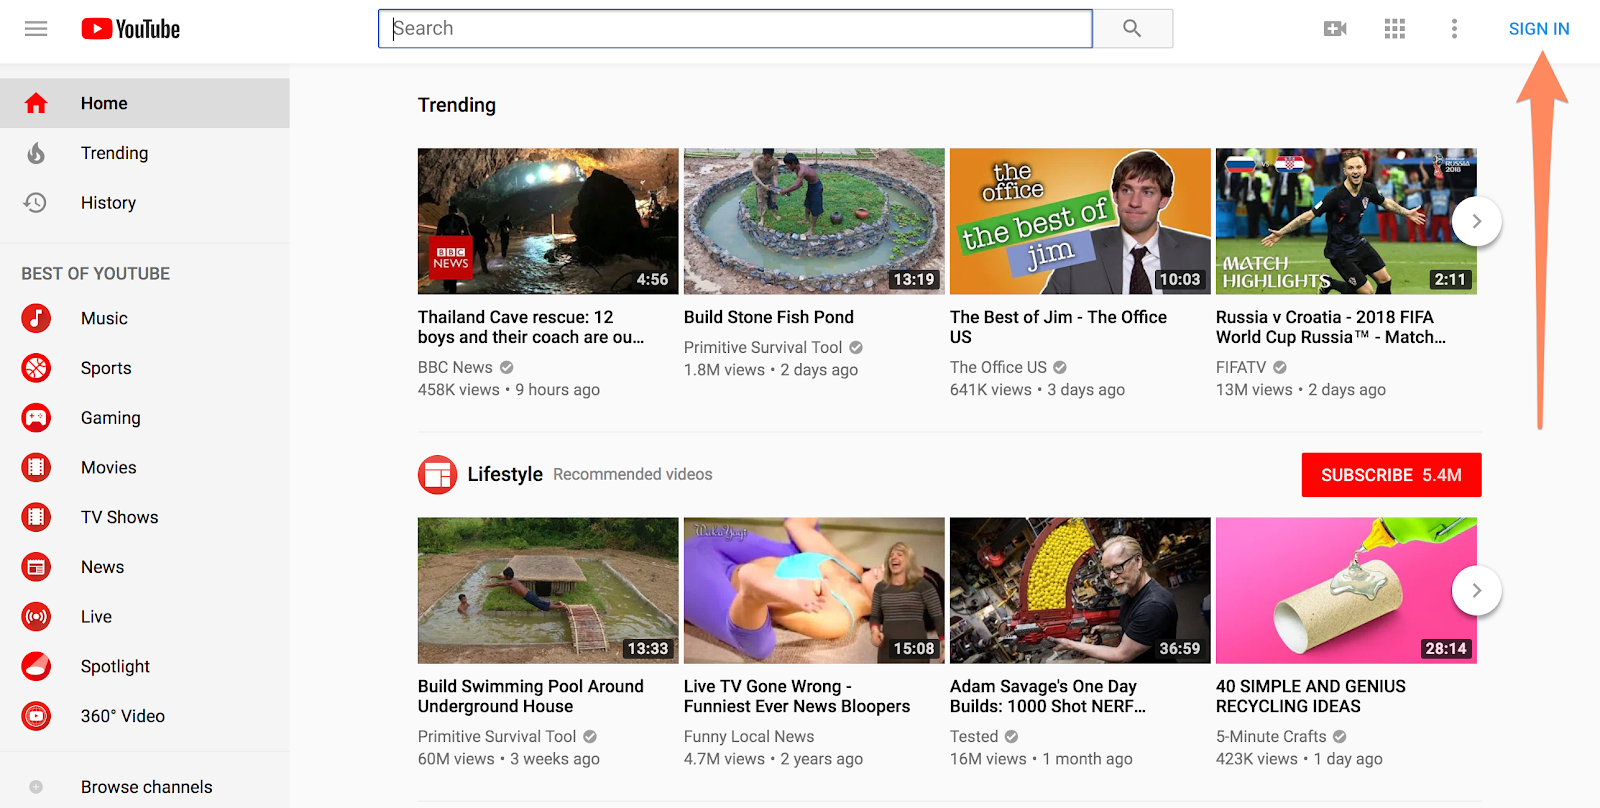 YouTube
Search
SIGN IN
Home
Trending
History
BEST OF YOUTUBE
Music
Sports
Gaming
Movies
TV Shows
News
Live
Spotlight
360° Video
Browse channels
Trending
BBC
NEWS
4:56
13:19
the
office
the best of
jim
10:03
VS
RUSSIA
2018
MATCH
HIGHLIGHTS
2:11
Thailand Cave rescue: 12
boys and their coach are ou...
BBC News
458K views • 9 hours ago
Build Stone Fish Pond
Primitive Survival Tool
1.8M views • 2 days ago
The Best of Jim - The Office
US
The Office US
641K views • 3 days ago
Russia v Croatia - 2018 FIFA
World Cup Russia™ - Match...
FIFATV
13M views • 2 days ago
Lifestyle Recommended videos
SUBSCRIBE 5.4M
13:33
WakaYogi
15:08
36:59
28:14
Build Swimming Pool Around
Underground House
Primitive Survival Tool
60M views • 3 weeks ago
Live TV Gone Wrong -
Funniest Ever News Bloopers
Funny Local News
4.7M views • 2 years ago
Adam Savage's One Day
Builds: 1000 Shot NERF...
Tested
16M views • 1 month ago
40 SIMPLE AND GENIUS
RECYCLING IDEAS
5-Minute Crafts
423K views • 1 day ago